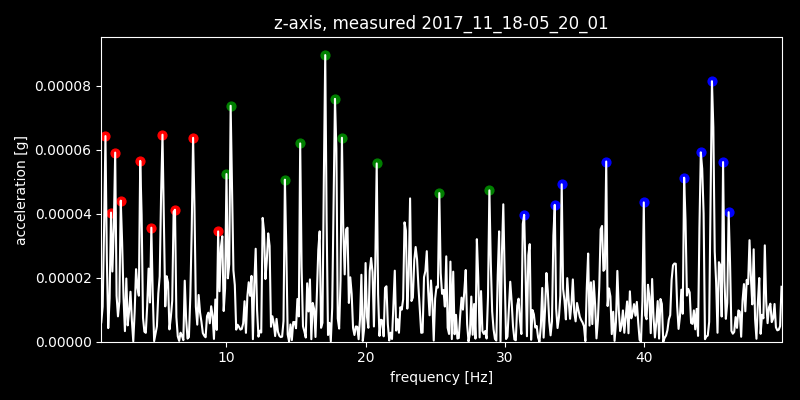 z-axis, measured 2017_11_18-05_20_01
acceleration [g]
0.00008
0.00006
0.00004
0.00002
0.00000
10 20 30 40
frequency [Hz]